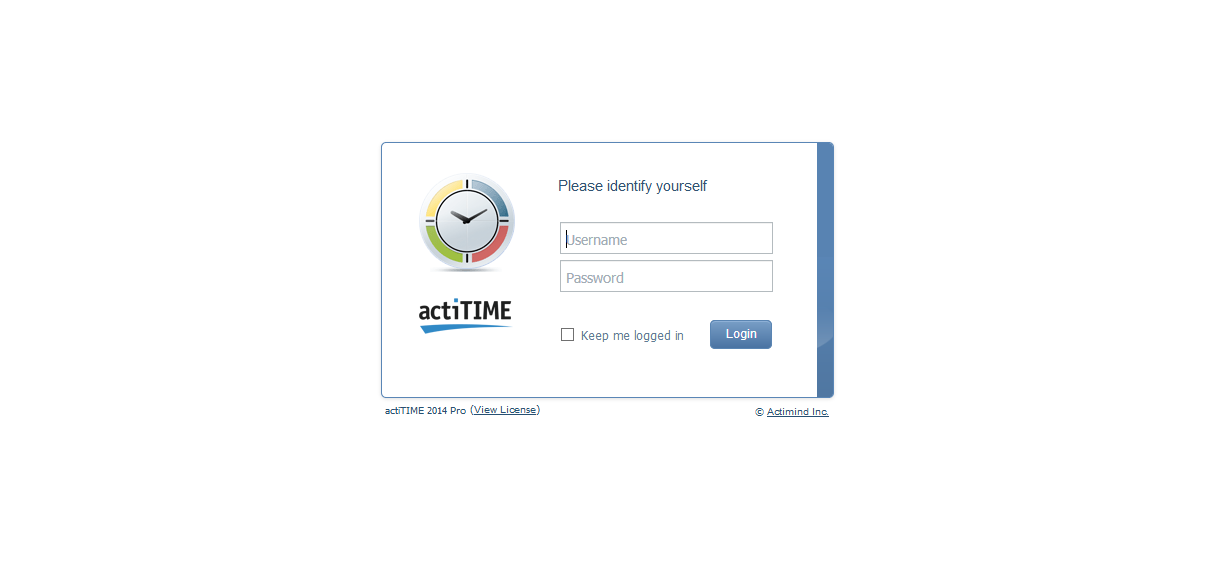 Please identify yourself
Username
Password
actiTIME
Keep me logged in
Login
actiTIME 2014 Pro (View License)
© Actimind Inc.